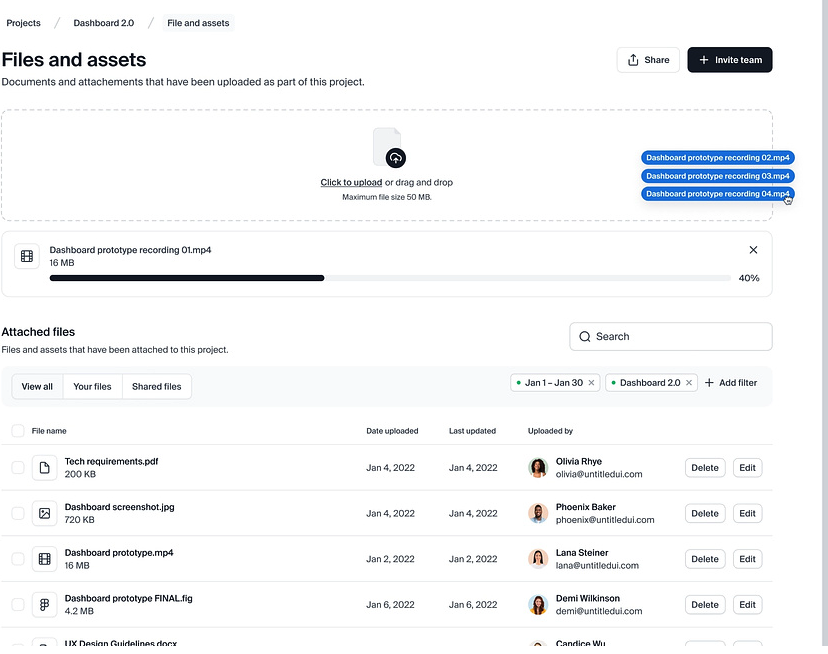 Projects / Dashboard 2.0 / File and assets
Files and assets
Share
Invite team
Documents and attachements that have been uploaded as part of this project.
Click to upload or drag and drop
Maximum file size 50 MB.
Dashboard prototype recording 02.mp4
Dashboard prototype recording 03.mp4
Dashboard prototype recording 04.mp4
Dashboard prototype recording 01.mp4
16 MB
40%
Attached files
Files and assets that have been attached to this project.
Search
View all Your files Shared files
Jan 1 – Jan 30 Dashboard 2.0 Add filter
File name Date uploaded Last updated Uploaded by
Tech requirements.pdf
200 KB
Jan 4, 2022 Jan 4, 2022
Olivia Rhye
olivia@untitledui.com
Delete Edit
Dashboard screenshot.jpg
720 KB
Jan 4, 2022 Jan 4, 2022
Phoenix Baker
phoenix@untitledui.com
Delete Edit
Dashboard prototype.mp4
16 MB
Jan 2, 2022 Jan 2, 2022
Lana Steiner
lana@untitledui.com
Delete Edit
Dashboard prototype FINAL.fig
4.2 MB
Jan 6, 2022 Jan 6, 2022
Demi Wilkinson
demi@untitledui.com
Delete Edit
UX Design Guidelines.docx
Candice Wu